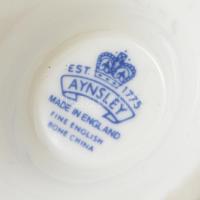 EST. 1775
AYNSLEY
MADE IN ENGLAND
FINE ENGLISH
BONE CHINA